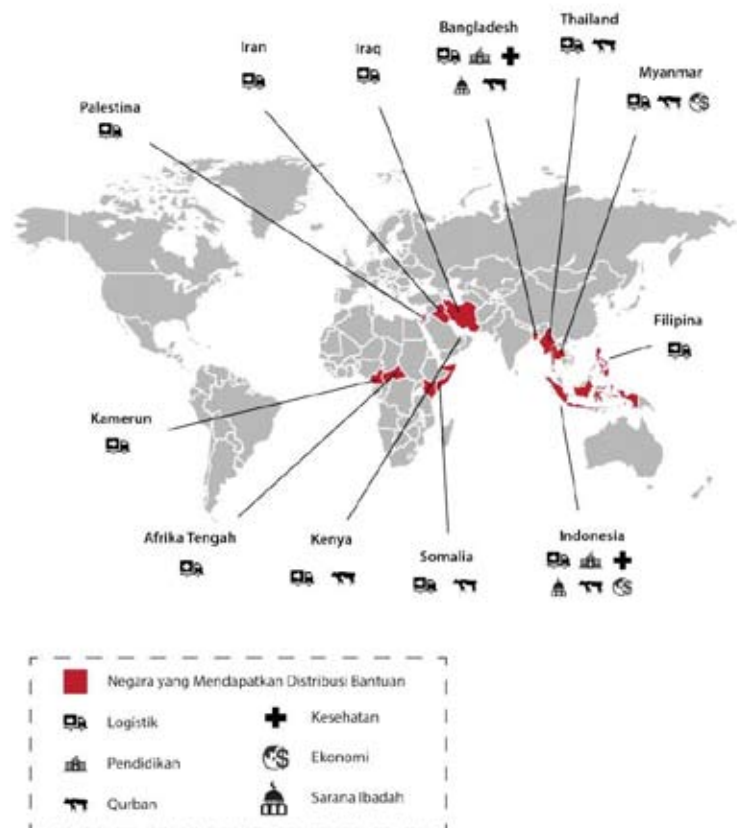 Thailand
Bangladesh
Iran
Iraq
Myanmar
Palestina
Filipina
Kamerun
Afrika Tengah
Kenya
Somalia
Indonesia
Negara yang Mendapatkan Distribusi Bantuan
Logistik
Kesehatan
Pendidikan
Ekonomi
Qurban
Sarana Ibadah